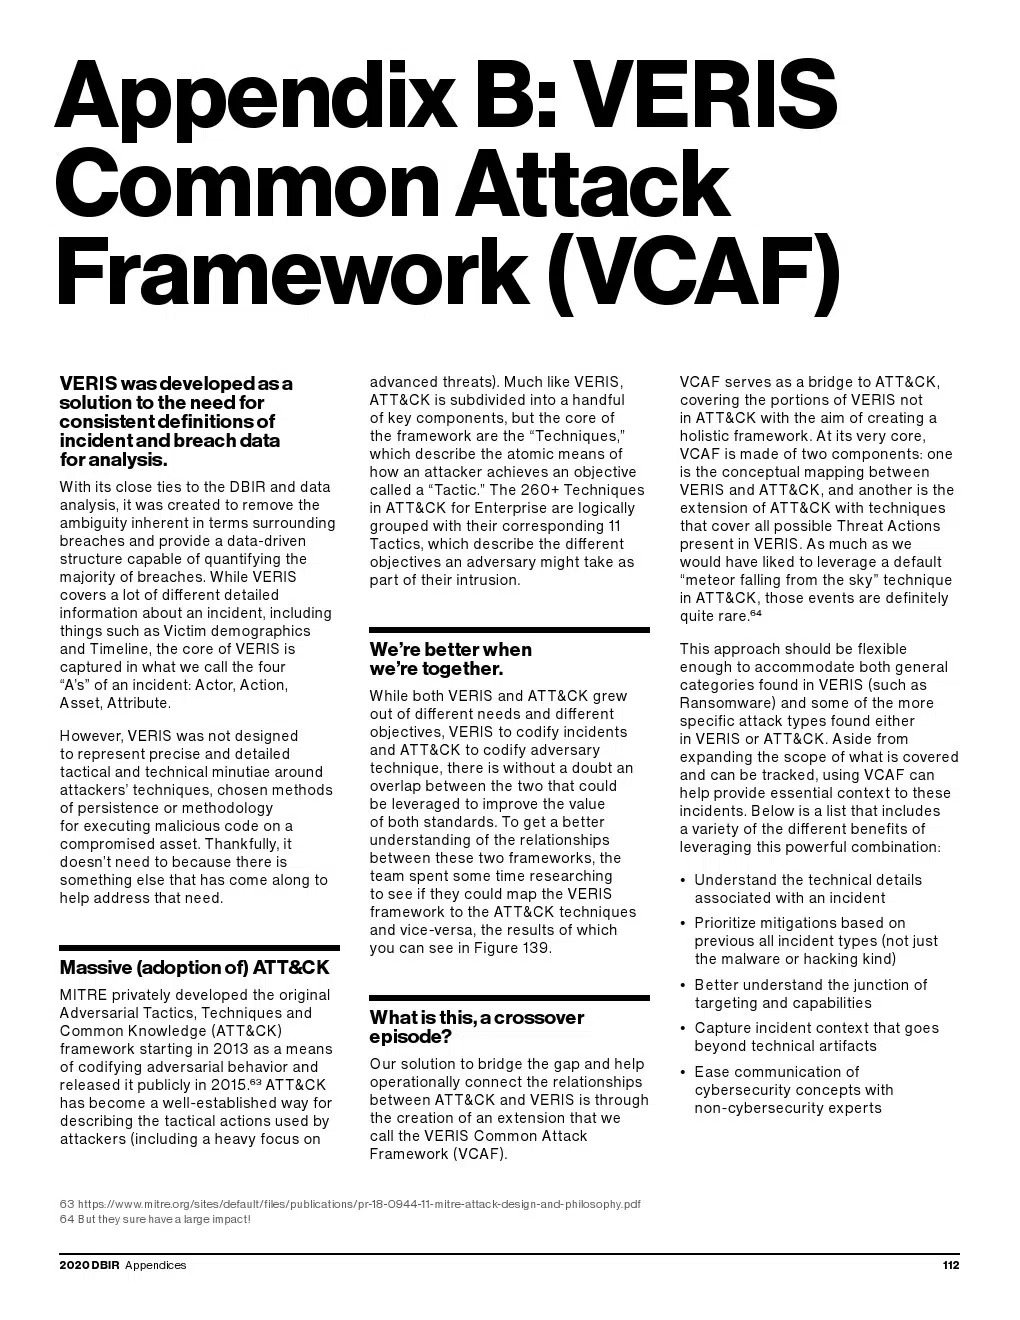 Appendix B: VERIS
Common Attack
Framework (VCAF)
VERIS was developed as a
solution to the need for
consistent definitions of
incident and breach data
for analysis.
With its close ties to the DBIR and data
analysis, it was created to remove the
ambiguity inherent in terms surrounding
breaches and provide a data-driven
structure capable of quantifying the
majority of breaches. While VERIS
covers a lot of different detailed
information about an incident, including
things such as Victim demographics
and Timeline, the core of VERIS is
captured in what we call the four
“A’s” of an incident: Actor, Action,
Asset, Attribute.
However, VERIS was not designed
to represent precise and detailed
tactical and technical minutiae around
attackers’ techniques, chosen methods
of persistence or methodology
for executing malicious code on a
compromised asset. Thankfully, it
doesn’t need to because there is
something else that has come along to
help address that need.
Massive (adoption of) ATT&CK
MITRE privately developed the original
Adversarial Tactics, Techniques and
Common Knowledge (ATT&CK)
framework starting in 2013 as a means
of codifying adversarial behavior and
released it publicly in 2015.⁶³ ATT&CK
has become a well-established way for
describing the tactical actions used by
attackers (including a heavy focus on
advanced threats). Much like VERIS,
ATT&CK is subdivided into a handful
of key components, but the core of
the framework are the “Techniques,”
which describe the atomic means of
how an attacker achieves an objective
called a “Tactic.” The 260+ Techniques
in ATT&CK for Enterprise are logically
grouped with their corresponding 11
Tactics, which describe the different
objectives an adversary might take as
part of their intrusion.
We’re better when
we’re together.
While both VERIS and ATT&CK grew
out of different needs and different
objectives, VERIS to codify incidents
and ATT&CK to codify adversary
technique, there is without a doubt an
overlap between the two that could
be leveraged to improve the value
of both standards. To get a better
understanding of the relationships
between these two frameworks, the
team spent some time researching
to see if they could map the VERIS
framework to the ATT&CK techniques
and vice-versa, the results of which
you can see in Figure 139.
What is this, a crossover
episode?
Our solution to bridge the gap and help
operationally connect the relationships
between ATT&CK and VERIS is through
the creation of an extension that we
call the VERIS Common Attack
Framework (VCAF).
VCAF serves as a bridge to ATT&CK,
covering the portions of VERIS not
in ATT&CK with the aim of creating a
holistic framework. At its very core,
VCAF is made of two components: one
is the conceptual mapping between
VERIS and ATT&CK, and another is the
extension of ATT&CK with techniques
that cover all possible Threat Actions
present in VERIS. As much as we
would have liked to leverage a default
“meteor falling from the sky” technique
in ATT&CK, those events are definitely
quite rare.⁶⁴
This approach should be flexible
enough to accommodate both general
categories found in VERIS (such as
Ransomware) and some of the more
specific attack types found either
in VERIS or ATT&CK. Aside from
expanding the scope of what is covered
and can be tracked, using VCAF can
help provide essential context to these
incidents. Below is a list that includes
a variety of the different benefits of
leveraging this powerful combination:
• Understand the technical details
associated with an incident
• Prioritize mitigations based on
previous all incident types (not just
the malware or hacking kind)
• Better understand the junction of
targeting and capabilities
• Capture incident context that goes
beyond technical artifacts
• Ease communication of
cybersecurity concepts with
non-cybersecurity experts
63 https://www.mitre.org/sites/default/files/publications/pr-18-0944-11-mitre-attack-design-and-philosophy.pdf
64 But they sure have a large impact!
2020 DBIR Appendices
112